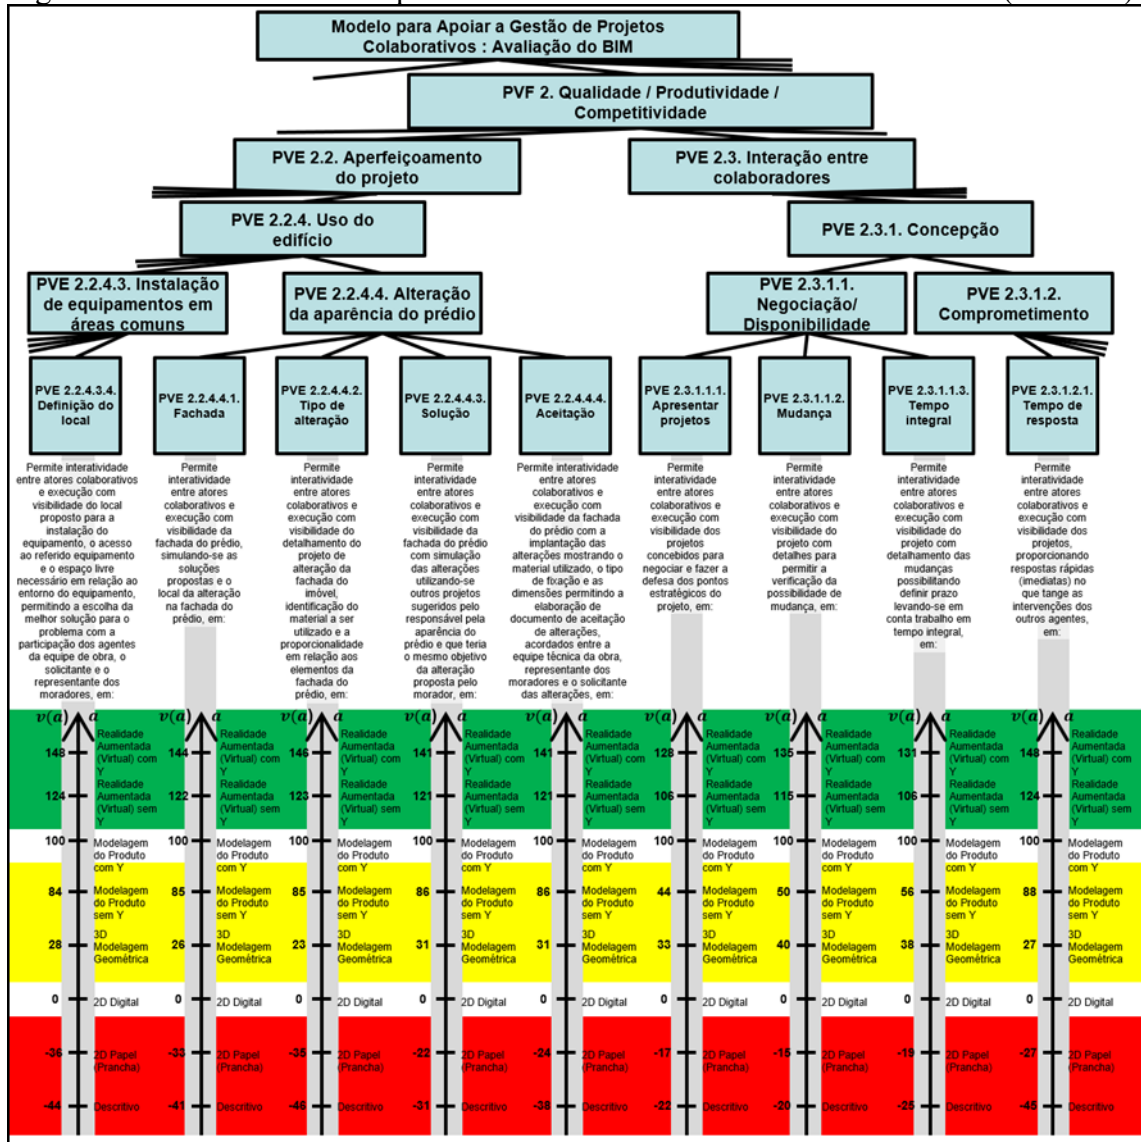 Modelo para Apoiar a Gestão de Projetos
Colaborativos : Avaliação do BIM
PVF 2. Qualidade / Produtividade /
Competitividade
PVE 2.2. Aperfeiçoamento
do projeto
PVE 2.3. Interação entre
colaboradores
PVE 2.2.4. Uso do
edifício
PVE 2.3.1. Concepção
PVE 2.2.4.3. Instalação
de equipamentos em
áreas comuns
PVE 2.2.4.4. Alteração
da aparência do prédio
PVE 2.3.1.1.
Negociação/
Disponibilidade
PVE 2.3.1.2.
Comprometimento
PVE 2.2.4.3.4.
Definição do
local
PVE 2.2.4.4.1.
Fachada
PVE 2.2.4.4.2.
Tipo de
alteração
PVE 2.2.4.4.3.
Solução
PVE 2.2.4.4.4.
Aceitação
PVE 2.3.1.1.1.
Apresentar
projetos
PVE 2.3.1.1.2.
Mudança
PVE 2.3.1.1.3.
Tempo
integral
PVE 2.3.1.2.1.
Tempo de
resposta
Permite interatividade
entre atores colaborativos
e execução com
visibilidade do local
proposto para a
instalação do
equipamento, o acesso
ao referido equipamento
e o espaço livre
necessário em relação ao
entorno do equipamento,
permitindo a escolha da
melhor solução para o
problema com a
participação dos agentes
da equipe de obra, o
solicitante e o
representante dos
moradores, em:
Permite
interatividade
entre atores
colaborativos e
execução com
visibilidade da
fachada do prédio,
simulando-se as
soluções
propostas e o
local da alteração
na fachada do
prédio, em:
Permite
interatividade
entre atores
colaborativos e
execução com
visibilidade do
detalhamento do
projeto de
alteração da
fachada do
imóvel,
identificação do
material a ser
utilizado e a
proporcionalidade
em relação aos
elementos da
fachada do
prédio, em:
Permite
interatividade
entre atores
colaborativos e
execução com
visibilidade da
fachada do prédio
com simulação
das alterações
utilizando-se
outros projetos
sugeridos pelo
responsável pela
aparência do
prédio e que teria
o mesmo objetivo
da alteração
proposta pelo
morador, em:
Permite interatividade
entre atores
colaborativos e
execução com
visibilidade da fachada
do prédio com a
implantação das
alterações mostrando o
material utilizado, o tipo
de fixação e as
dimensões permitindo a
elaboração de
documento de aceitação
de alterações,
acordados entre a
equipe técnica da obra,
representante dos
moradores e o solicitante
das alterações, em:
Permite
interatividade
entre atores
colaborativos e
execução com
visibilidade dos
projetos
concebidos para
negociar e fazer a
defesa dos pontos
estratégicos do
projeto, em:
Permite
interatividade
entre atores
colaborativos e
execução com
visibilidade do
projeto com
detalhes para
permitir a
verificação da
possibilidade de
mudança, em:
Permite
interatividade
entre atores
colaborativos e
execução com
visibilidade do
projeto com
detalhamento das
mudanças
possibilitando
definir prazo
levando-se em
conta trabalho em
tempo integral,
em:
Permite
interatividade
entre atores
colaborativos e
execução com
visibilidade dos
projetos,
proporcionando
respostas rápidas
(imediatas) no
que tange as
intervenções dos
outros agentes,
em:
v(a) a v(a) a v(a) a v(a) a v(a) a v(a) a v(a) a v(a) a v(a) a
148 144 146 141 141 128 135 131 148
Realidade Realidade Realidade Realidade Realidade Realidade Realidade Realidade Realidade
Aumentada Aumentada Aumentada Aumentada Aumentada Aumentada Aumentada Aumentada Aumentada
(Virtual) com (Virtual) com (Virtual) com (Virtual) com (Virtual) com (Virtual) com (Virtual) com (Virtual) com (Virtual) com
Y Y Y Y Y Y Y Y Y
124 122 123 121 121 106 115 106 124
Realidade Realidade Realidade Realidade Realidade Realidade Realidade Realidade Realidade
Aumentada Aumentada Aumentada Aumentada Aumentada Aumentada Aumentada Aumentada Aumentada
(Virtual) sem (Virtual) sem (Virtual) sem (Virtual) sem (Virtual) sem (Virtual) sem (Virtual) sem (Virtual) sem (Virtual) sem
Y Y Y Y Y Y Y Y Y
100 100 100 100 100 100 100 100 100
Modelagem Modelagem Modelagem Modelagem Modelagem Modelagem Modelagem Modelagem Modelagem
do Produto do Produto do Produto do Produto do Produto do Produto do Produto do Produto do Produto
com Y com Y com Y com Y com Y com Y com Y com Y com Y
84 85 85 86 86 44 50 56 88
Modelagem Modelagem Modelagem Modelagem Modelagem Modelagem Modelagem Modelagem Modelagem
do Produto do Produto do Produto do Produto do Produto do Produto do Produto do Produto do Produto
sem Y sem Y sem Y sem Y sem Y sem Y sem Y sem Y sem Y
28 26 23 31 31 33 40 38 27
3D 3D 3D 3D 3D 3D 3D 3D 3D
Modelagem Modelagem Modelagem Modelagem Modelagem Modelagem Modelagem Modelagem Modelagem
Geométrica Geométrica Geométrica Geométrica Geométrica Geométrica Geométrica Geométrica Geométrica
0 2D Digital 0 2D Digital 0 2D Digital 0 2D Digital 0 2D Digital 0 2D Digital 0 2D Digital 0 2D Digital 0 2D Digital
-36 2D Papel -33 2D Papel -35 2D Papel -22 2D Papel -24 2D Papel -17 2D Papel -15 2D Papel -19 2D Papel -27 2D Papel
(Prancha) (Prancha) (Prancha) (Prancha) (Prancha) (Prancha) (Prancha) (Prancha) (Prancha)
-44 Descritivo -41 Descritivo -46 Descritivo -31 Descritivo -38 Descritivo -22 Descritivo -20 Descritivo -25 Descritivo -45 Descritivo